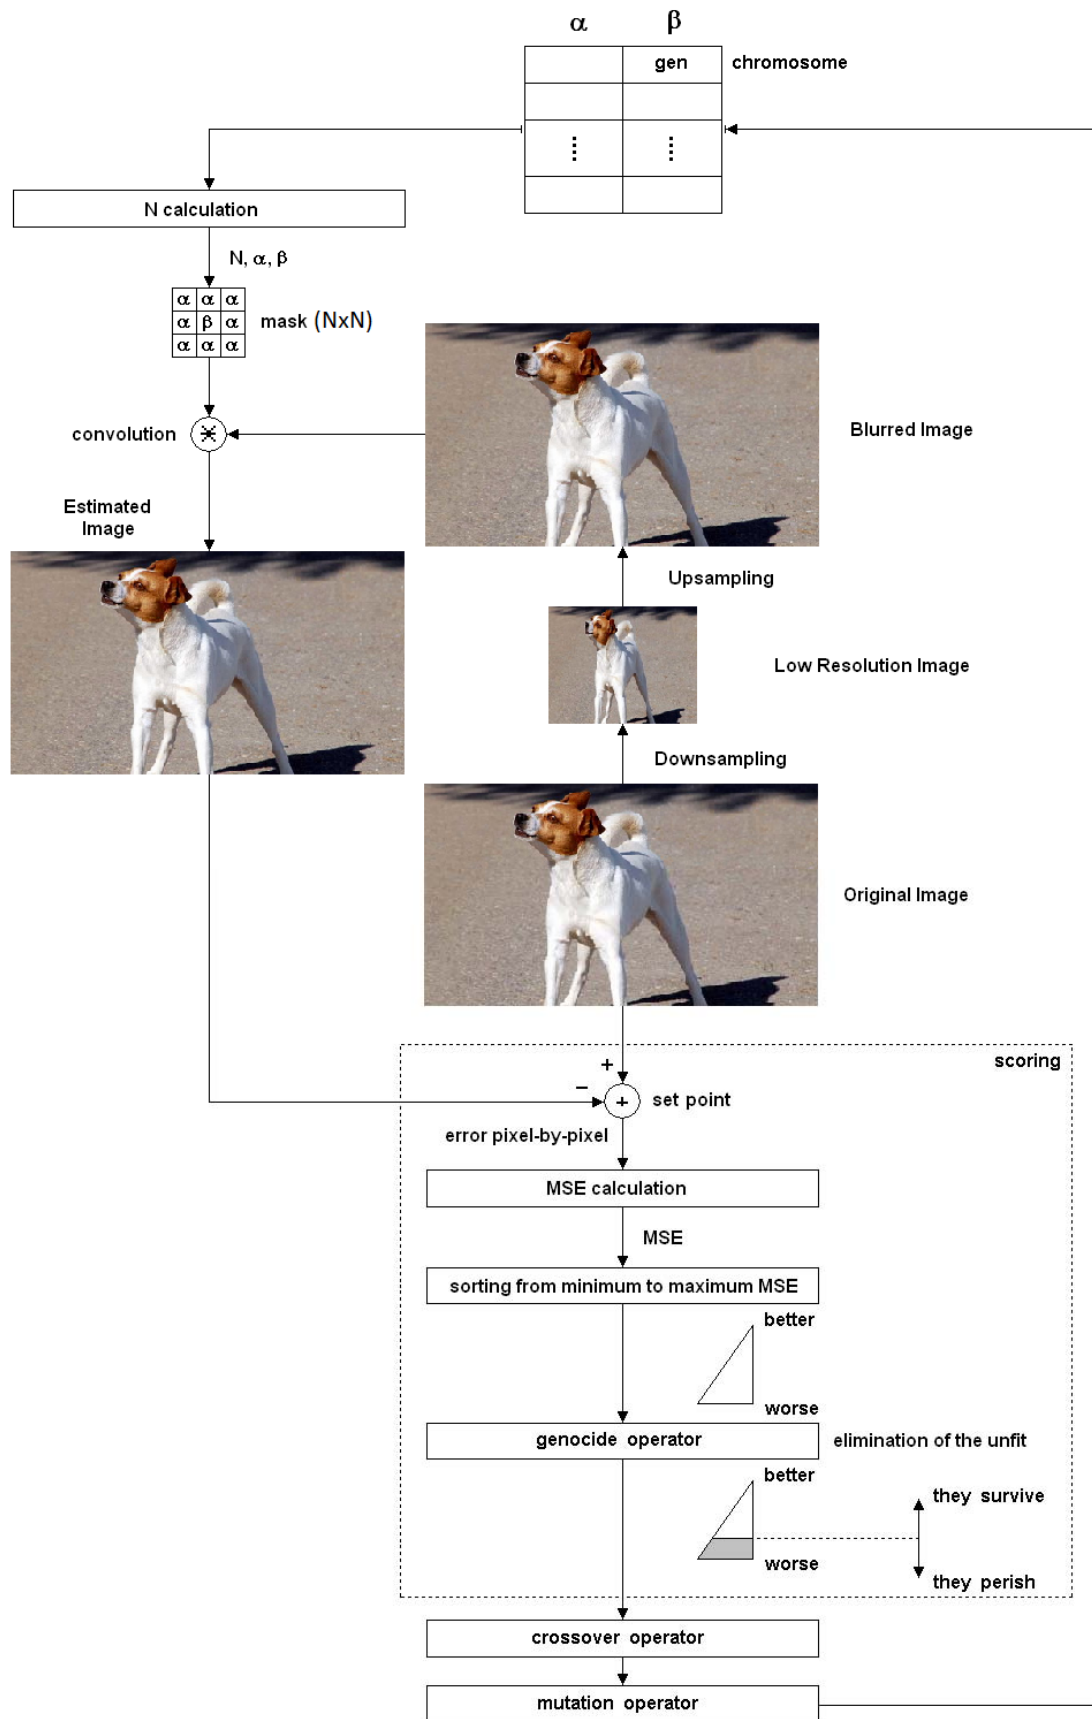 α β
gen chromosome
N calculation
N, α, β
α α α
α β α
α α α
mask (NxN)
convolution
Blurred Image
Estimated
Image
Upsampling
Low Resolution Image
Downsampling
Original Image
scoring
+
−
+
set point
error pixel-by-pixel
MSE calculation
MSE
sorting from minimum to maximum MSE
better
worse
genocide operator
elimination of the unfit
better
they survive
worse
they perish
crossover operator
mutation operator